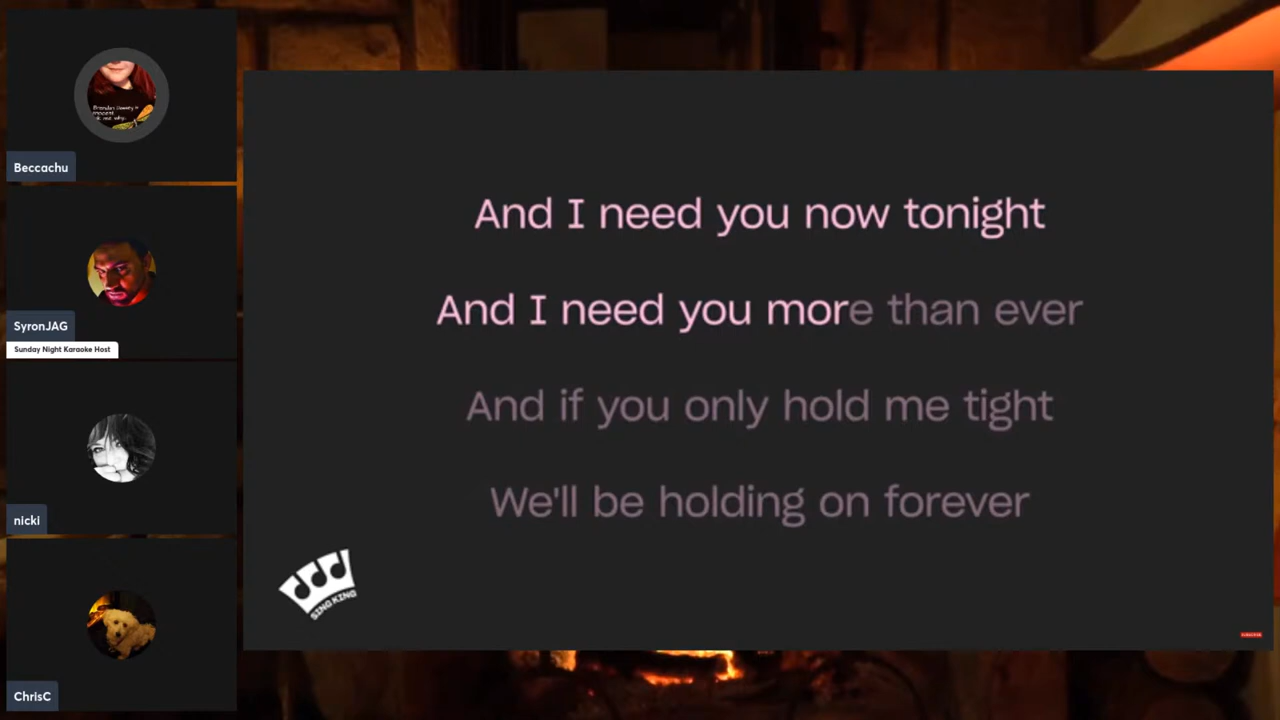 Beccachu
SyronJAG
Sunday Night Karaoke Host
nicki
ChrisC
And I need you now tonight
And I need you more than ever
And if you only hold me tight
We'll be holding on forever
SING KING
SUBSCRIBE